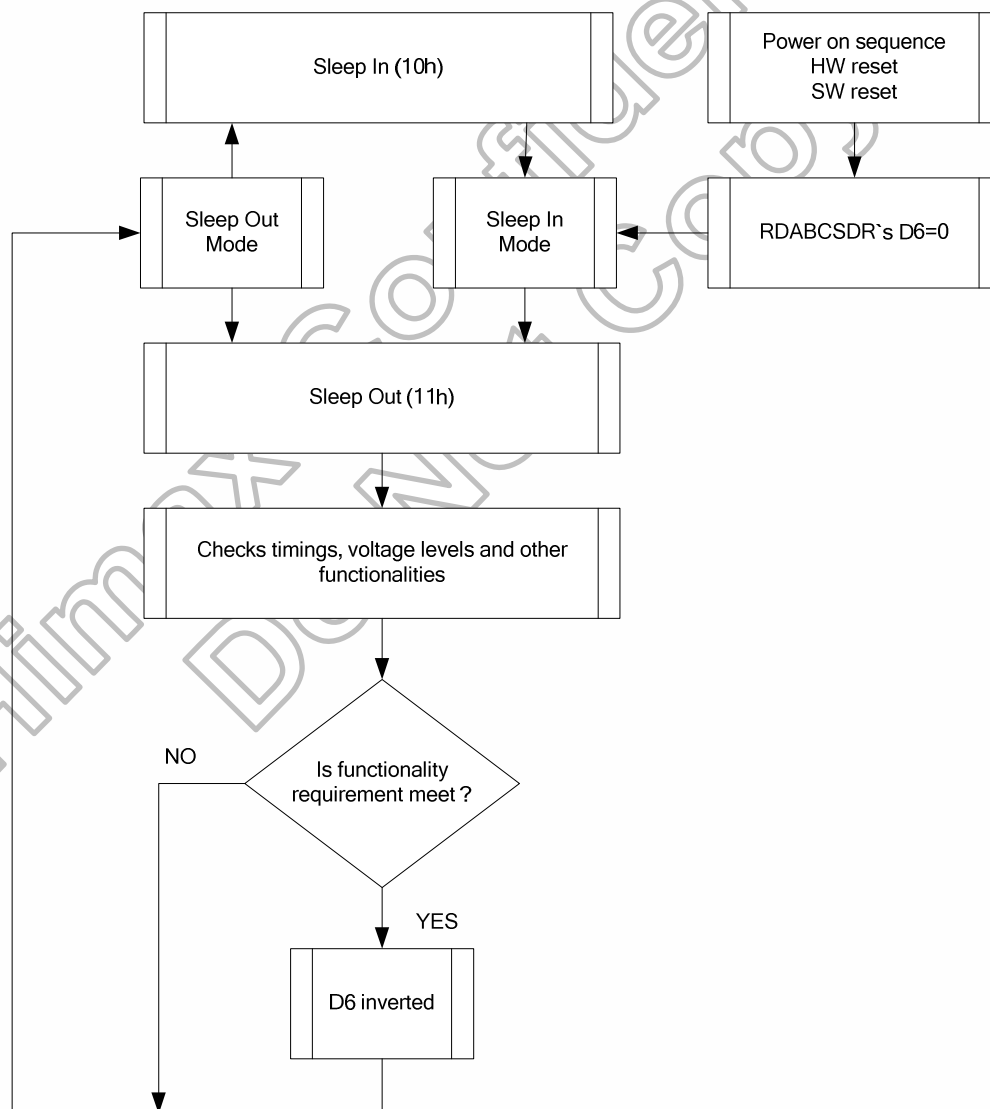 Sleep In (10h)
Power on sequence
HW reset
SW reset
Sleep Out
Mode
Sleep In
Mode
RDABCSDR`s D6=0
Sleep Out (11h)
Checks timings, voltage levels and other
functionalities
Is functionality
requirement meet ?
NO
YES
D6 inverted